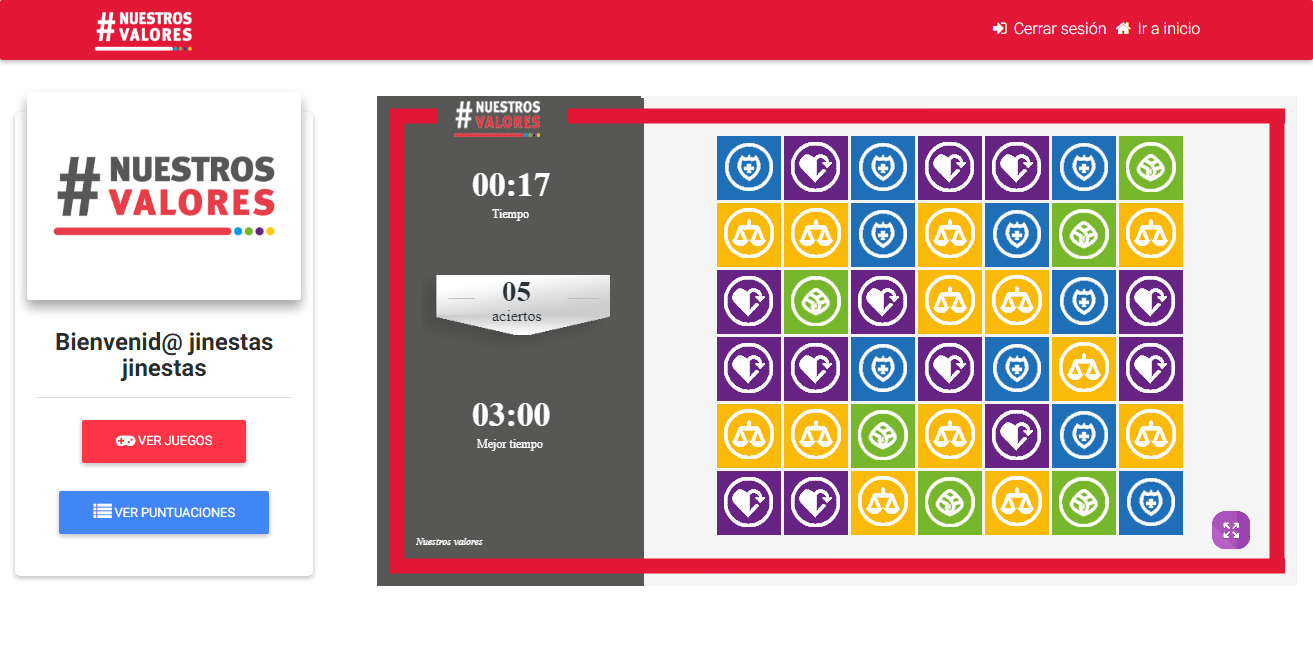 # NUESTROS
VALORES
Cerrar sesión Ir a inicio
# NUESTROS
VALORES
Bienvenid@ jinestas
jinestas
VER JUEGOS
VER PUNTUACIONES
# NUESTROS
VALORES
00:17
Tiempo
05
aciertos
03:00
Mejor tiempo
Nuestros valores